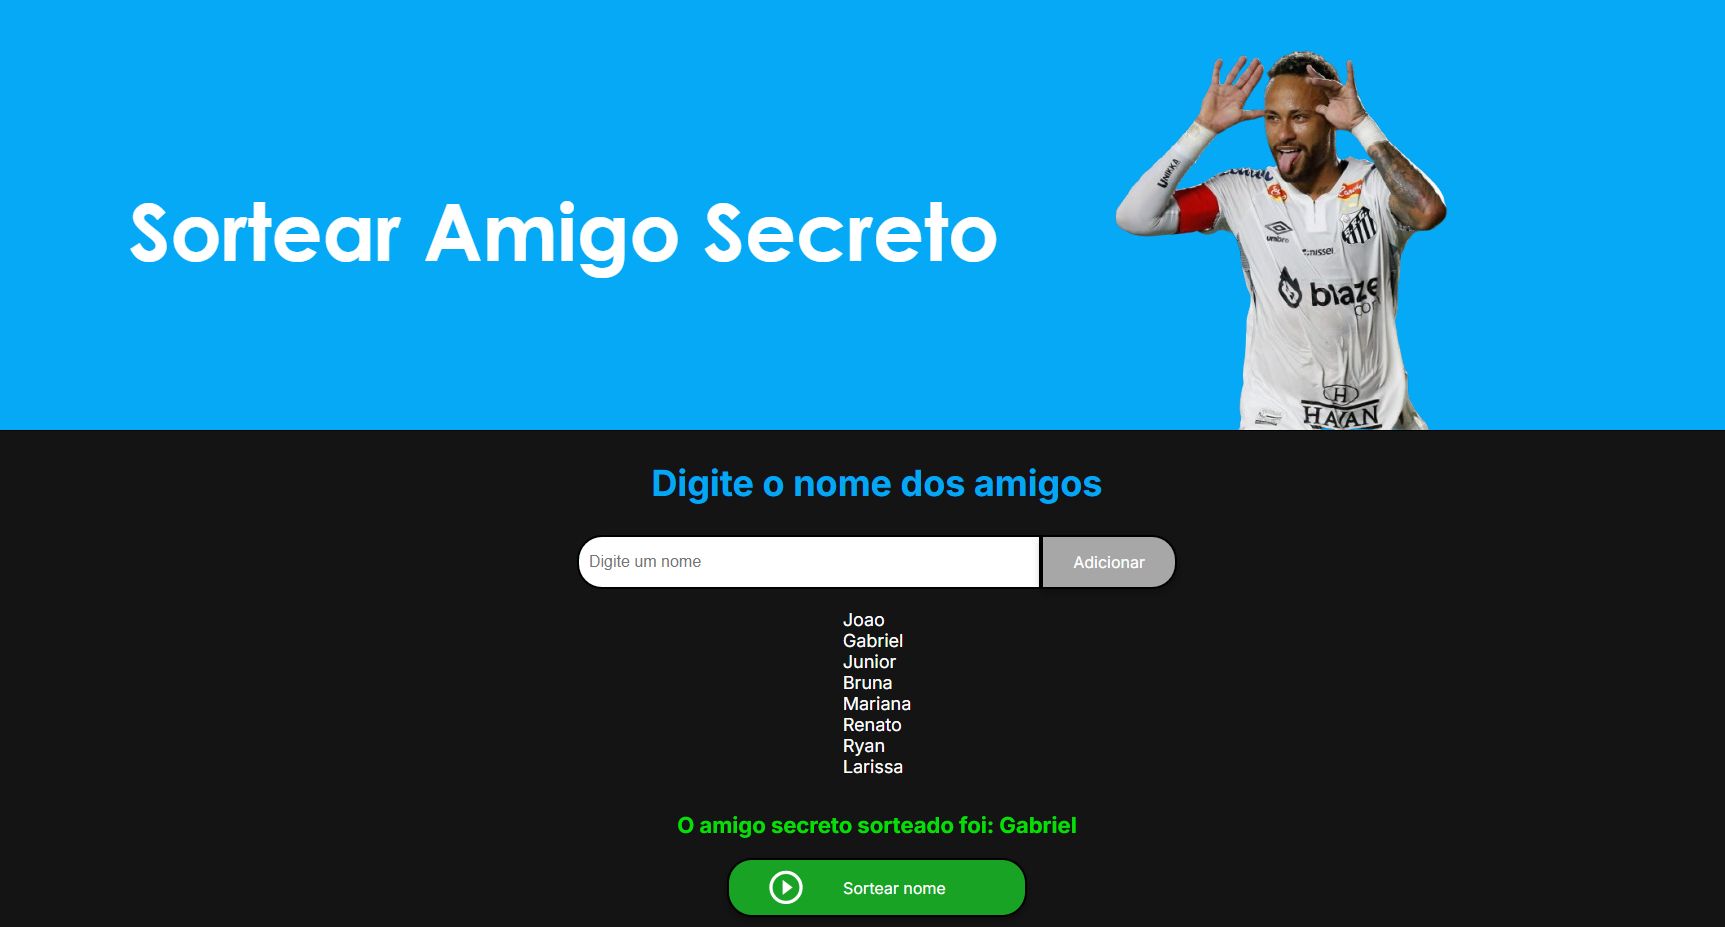 Sortear Amigo Secreto
UNIKKA
umbro
nissei
blaze
HAVAN
Digite o nome dos amigos
Digite um nome
Adicionar
Joao
Gabriel
Junior
Bruna
Mariana
Renato
Ryan
Larissa
O amigo secreto sorteado foi: Gabriel
Sortear nome